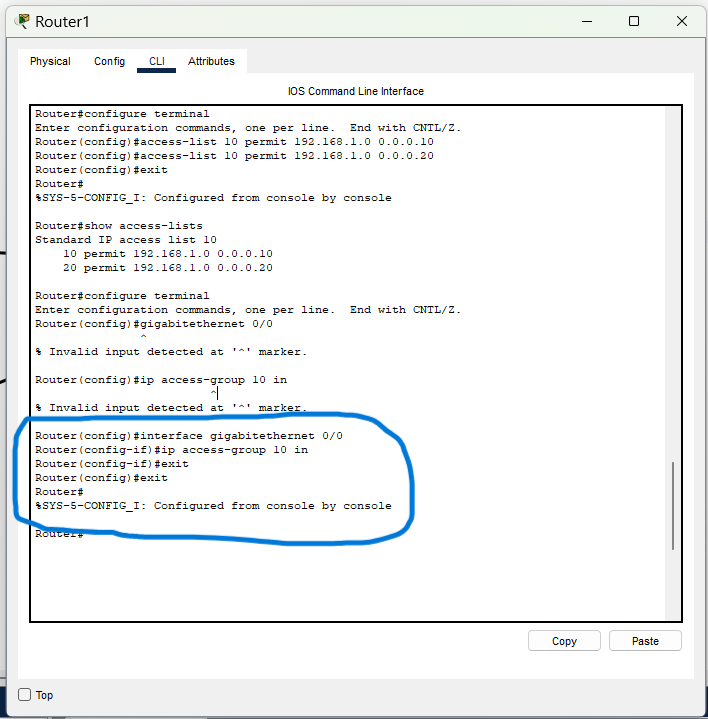 Router1
Physical Config CLI Attributes
IOS Command Line Interface
Router#configure terminal
Enter configuration commands, one per line.  End with CNTL/Z.
Router(config)#access-list 10 permit 192.168.1.0 0.0.0.10
Router(config)#access-list 10 permit 192.168.1.0 0.0.0.20
Router(config)#exit
Router#
%SYS-5-CONFIG_I: Configured from console by console
Router#show access-lists
Standard IP access list 10
    10 permit 192.168.1.0 0.0.0.10
    20 permit 192.168.1.0 0.0.0.20
Router#configure terminal
Enter configuration commands, one per line.  End with CNTL/Z.
Router(config)#gigabitethernet 0/0
^
% Invalid input detected at '^' marker.
Router(config)#ip access-group 10 in
^
% Invalid input detected at '^' marker.
Router(config)#interface gigabitethernet 0/0
Router(config-if)#ip access-group 10 in
Router(config-if)#exit
Router(config)#exit
Router#
%SYS-5-CONFIG_I: Configured from console by console
Router#
Copy Paste
Top